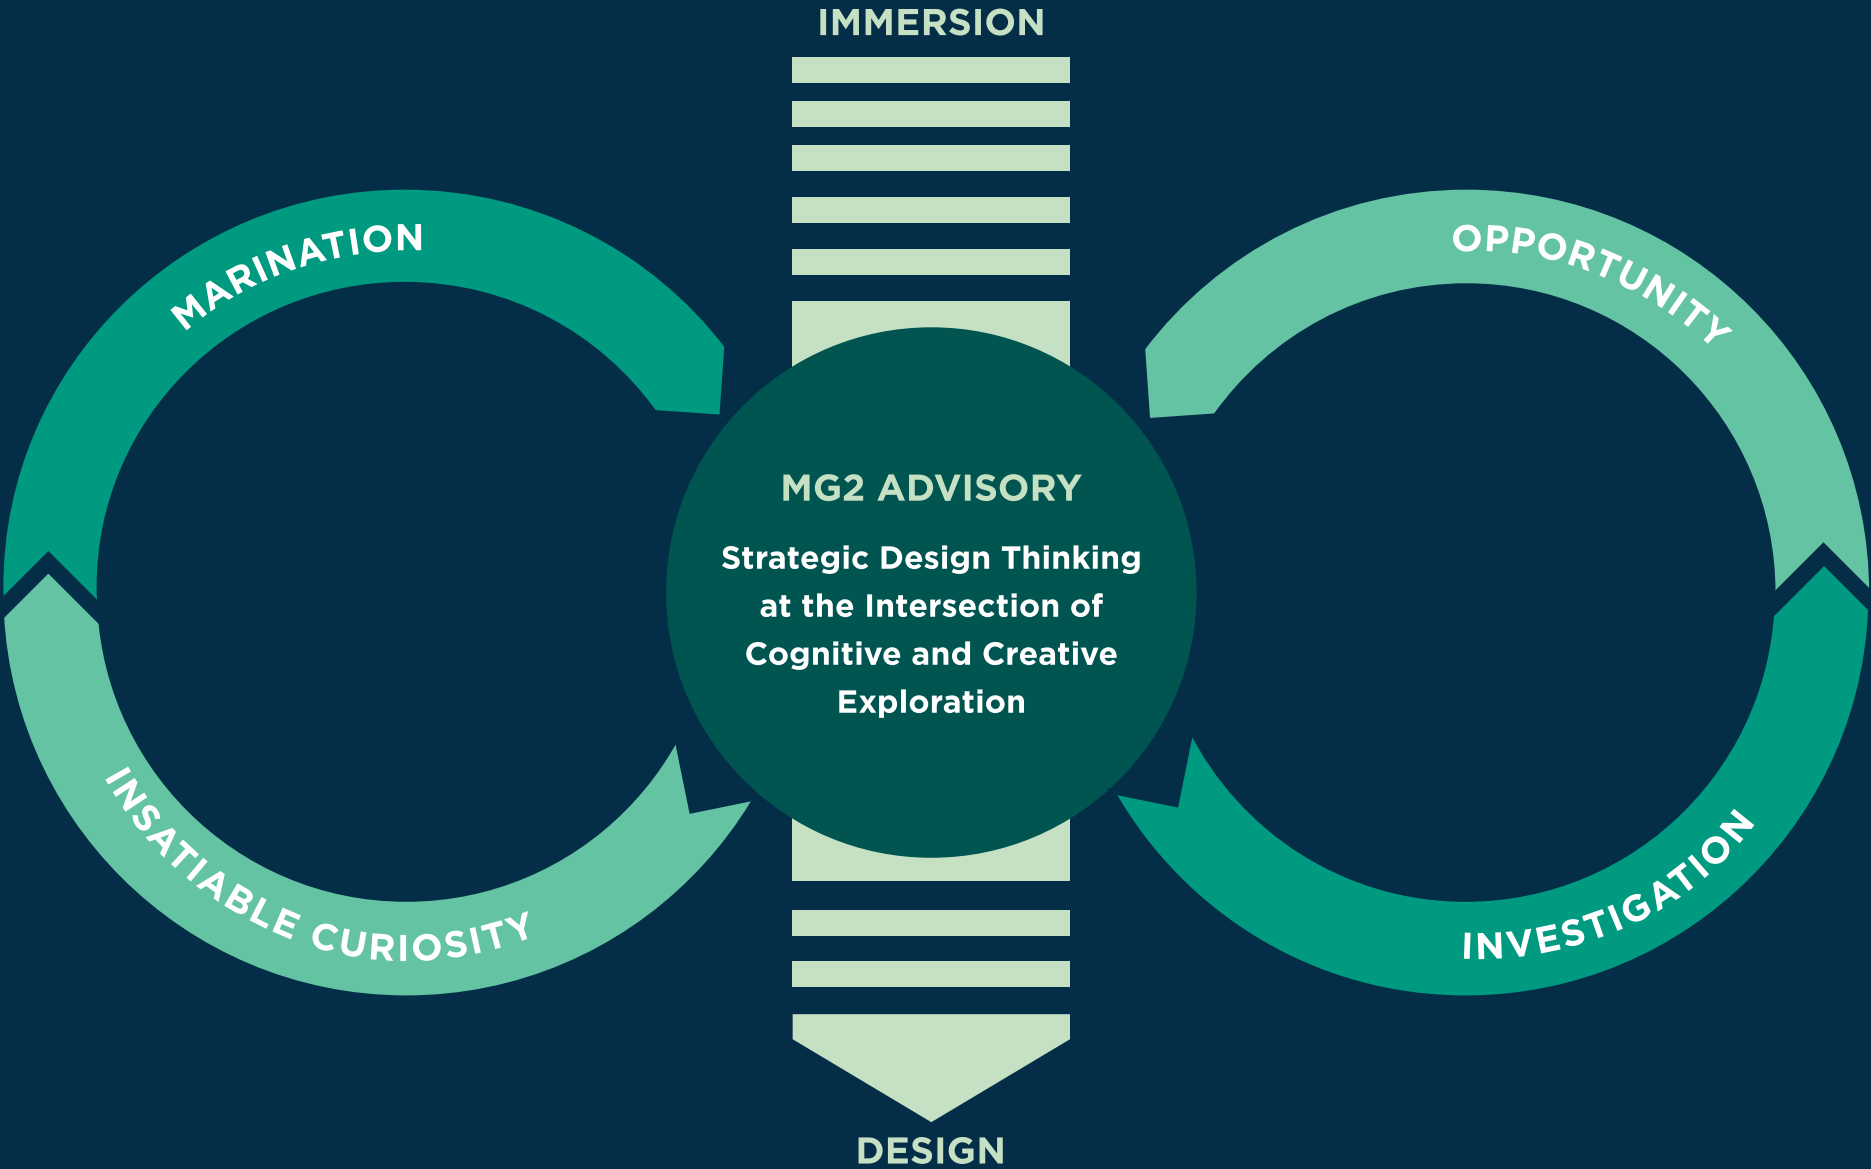 IMMERSION
MARINATION
OPPORTUNITY
MG2 ADVISORY
Strategic Design Thinking
at the Intersection of
Cognitive and Creative
Exploration
INSATIABLE CURIOSITY
INVESTIGATION
DESIGN